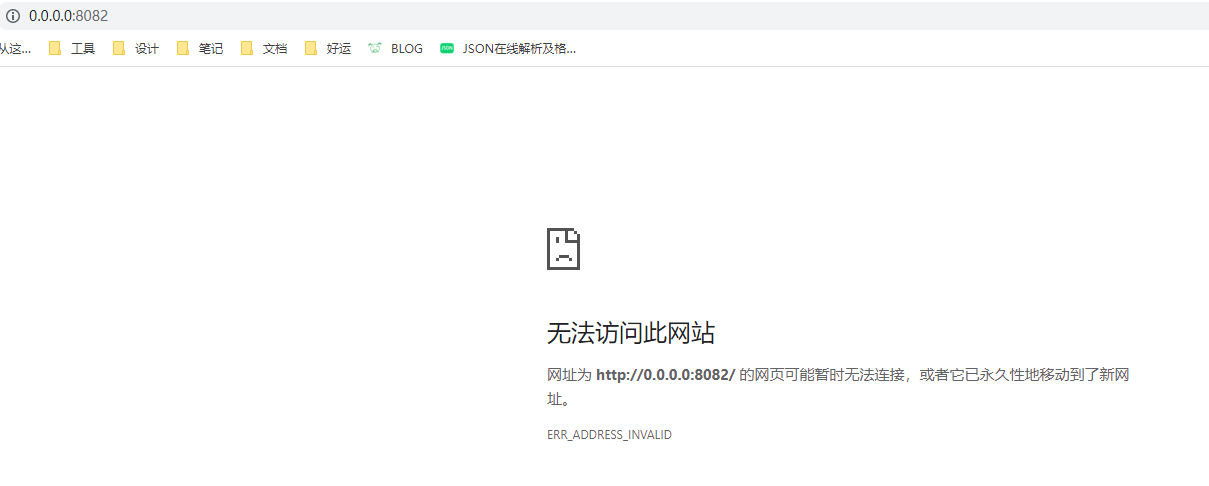 0.0.0.0:8082
从这... 工具 设计 笔记 文档 好运 BLOG JSON JSON在线解析及格...
无法访问此网站
网址为 http://0.0.0.0:8082/ 的网页可能暂时无法连接，或者它已永久性地移动到了新网
址。
ERR_ADDRESS_INVALID